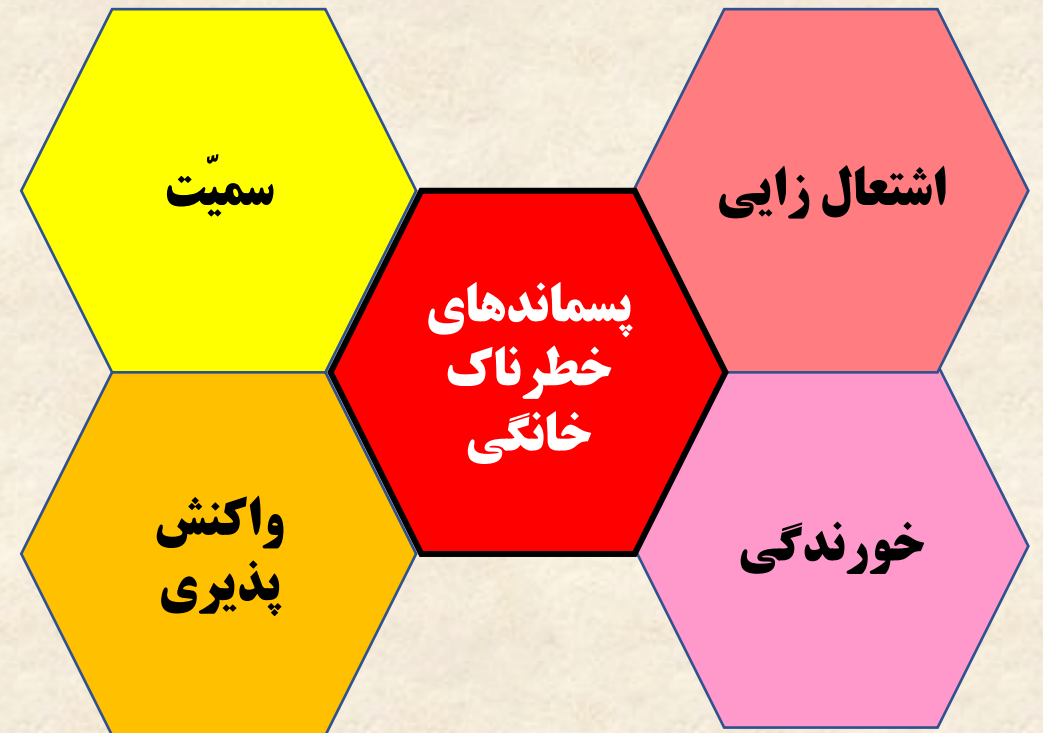 اشتعال زایی
سمیّت
پسماندهای
خطرناک
خانگی
خورندگی
واکنش
پذیری